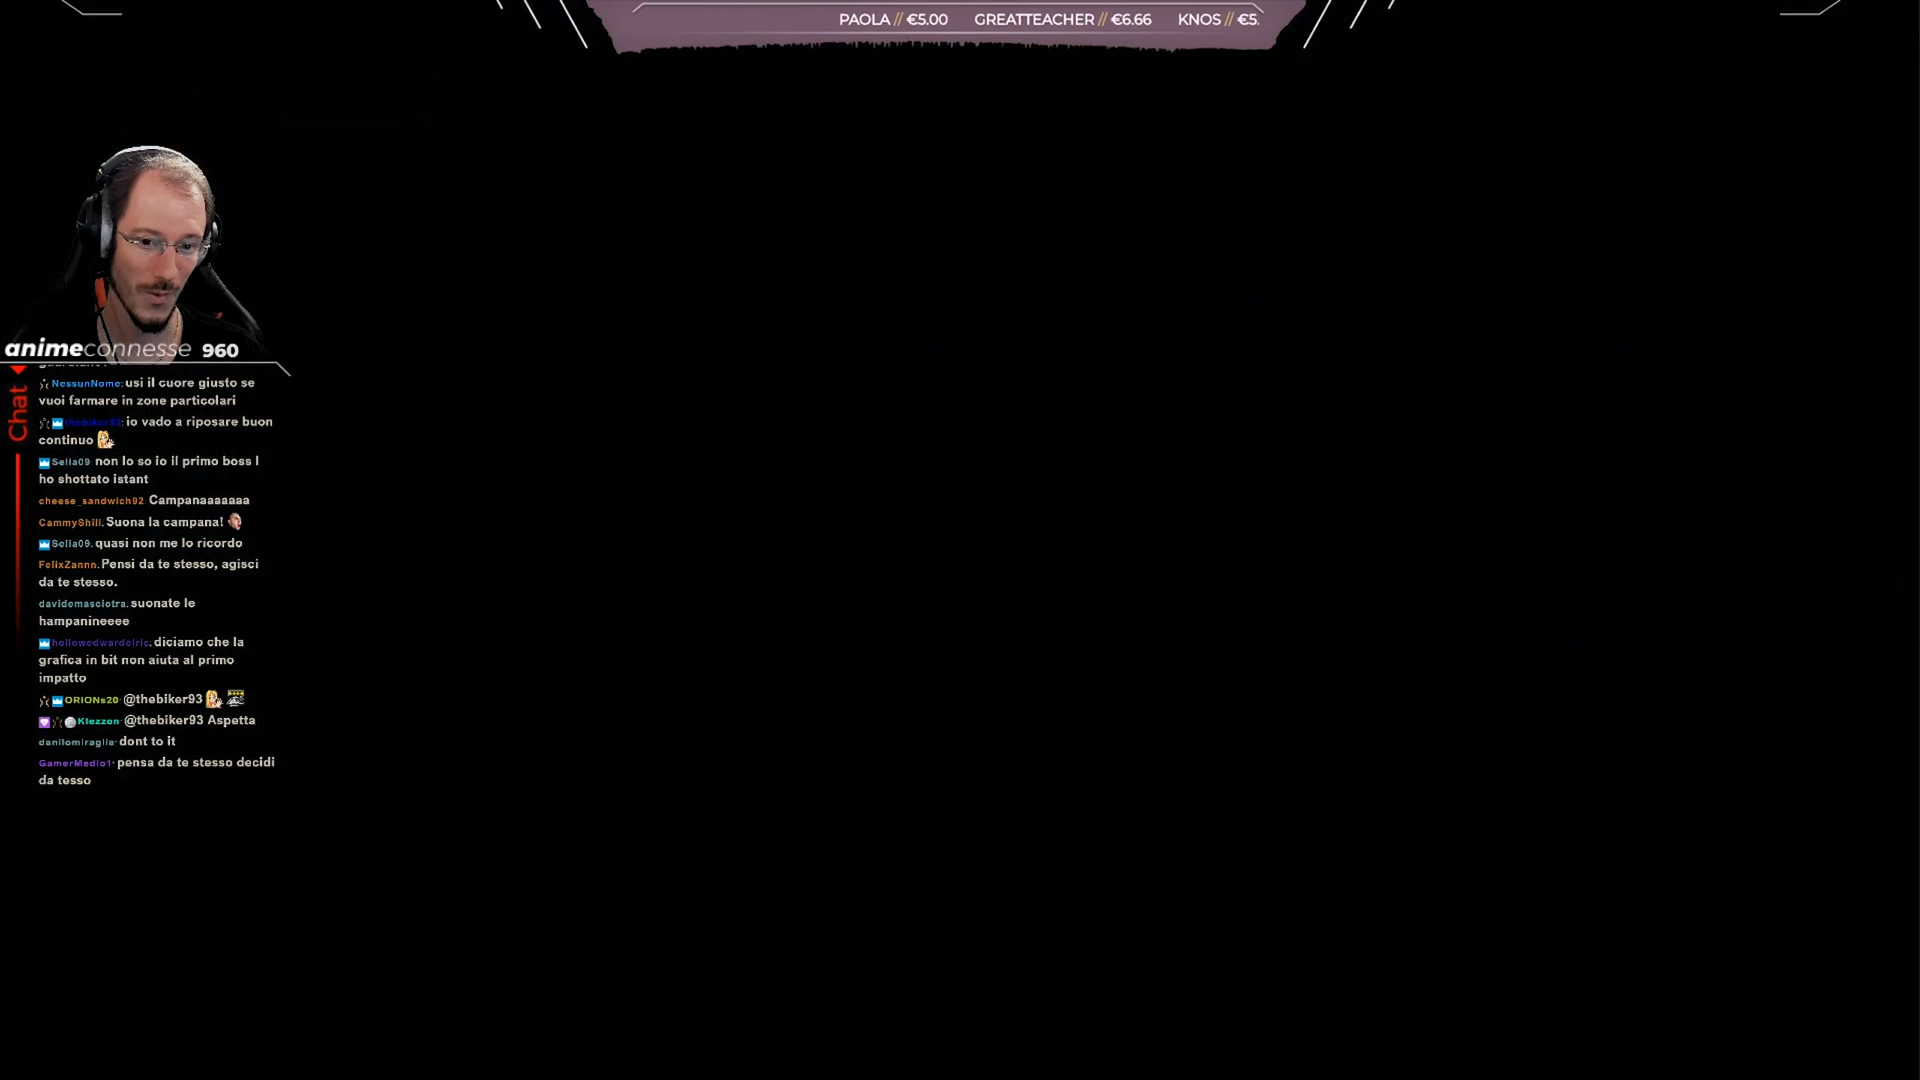 PAOLA // €5.00 GREATTEACHER // €6.66 KNOS // €5.
animeconnesse 960
Chat
NessunNome: usi il cuore giusto se
vuoi farmare in zone particolari
thebiker93: io vado a riposare buon
continuo
Sella09: non lo so io il primo boss l
ho shottato istant
cheese_sandwich92: Campanaaaaaaa
CammyShill: Suona la campana!
Sella09: quasi non me lo ricordo
FelixZannn: Pensi da te stesso, agisci
da te stesso.
davidemasciotra: suonate le
hampanineeee
hollowedwardelric: diciamo che la
grafica in bit non aiuta al primo
impatto
ORIONs20: @thebiker93
Klezzon: @thebiker93 Aspetta
danilomiraglia: dont to it
GamerMedio1: pensa da te stesso decidi
da tesso